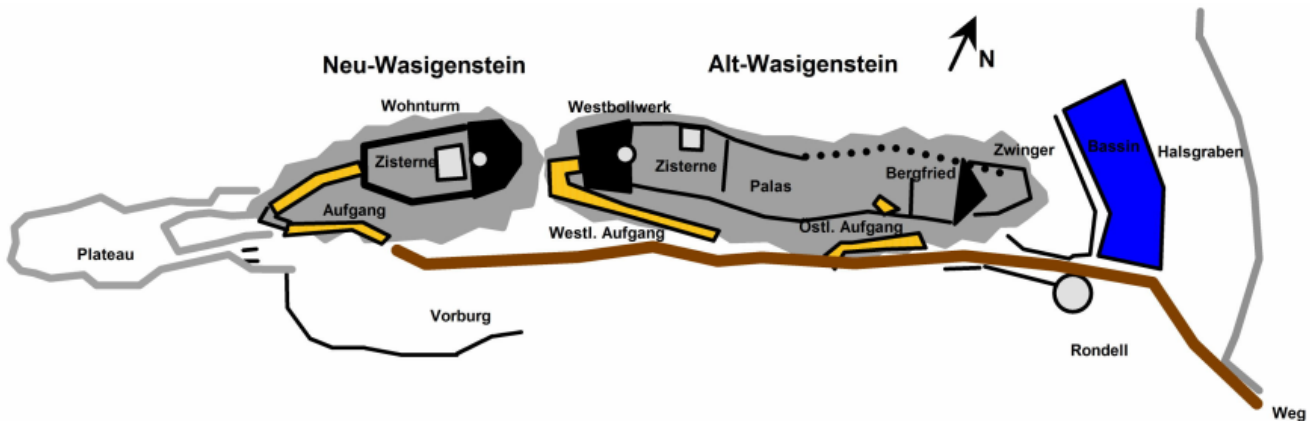 Neu-Wasigenstein
Alt-Wasigenstein
N
Wohnturm
Westbollwerk
Zisterne
Zisterne
Zwinger
Bassin
Halsgraben
Bergfried
Palas
Aufgang
Westl. Aufgang
Östl. Aufgang
Plateau
Vorburg
Rondell
Weg